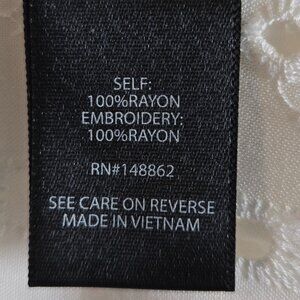 SELF:
100%RAYON
EMBROIDERY:
100%RAYON
RN#148862
SEE CARE ON REVERSE
MADE IN VIETNAM